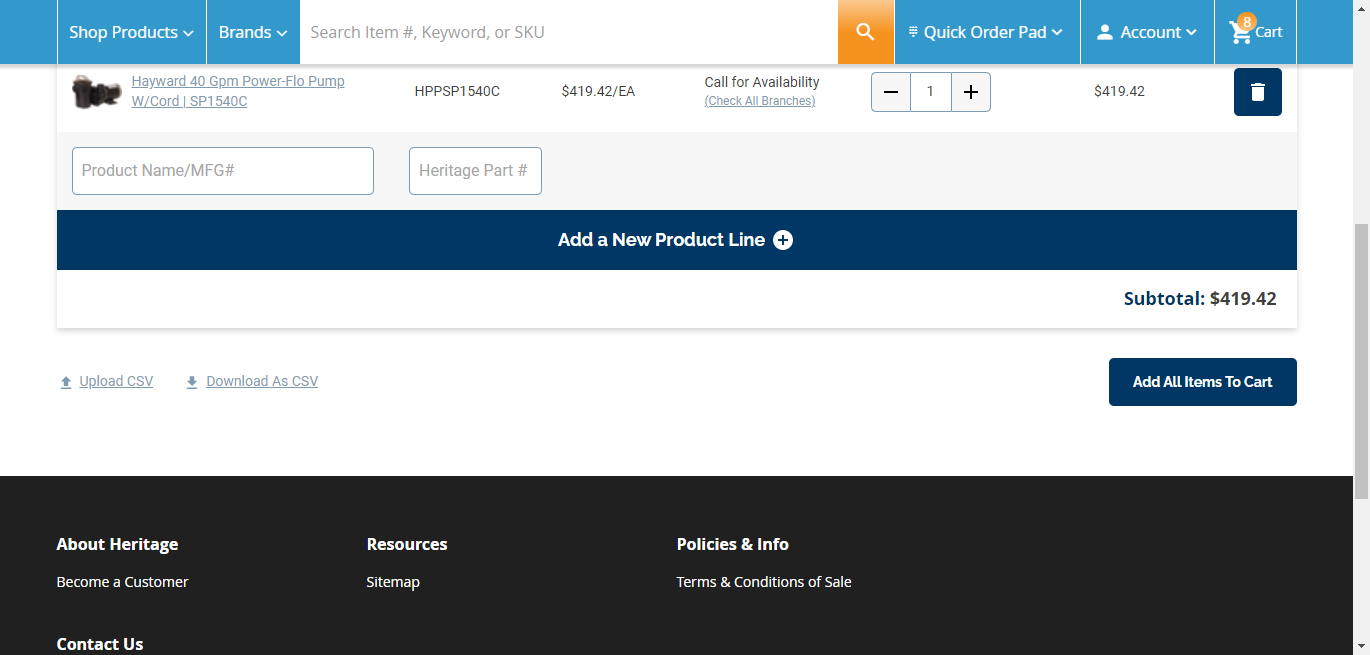 Shop Products
Brands
Search Item #, Keyword, or SKU
Quick Order Pad
Account
8
Cart
Hayward 40 Gpm Power-Flo Pump
W/Cord | SP1540C
HPPSP1540C
$419.42/EA
Call for Availability
(Check All Branches)
1
$419.42
Product Name/MFG#
Heritage Part #
Add a New Product Line
Subtotal: $419.42
Upload CSV
Download As CSV
Add All Items To Cart
About Heritage
Resources
Policies & Info
Become a Customer
Sitemap
Terms & Conditions of Sale
Contact Us